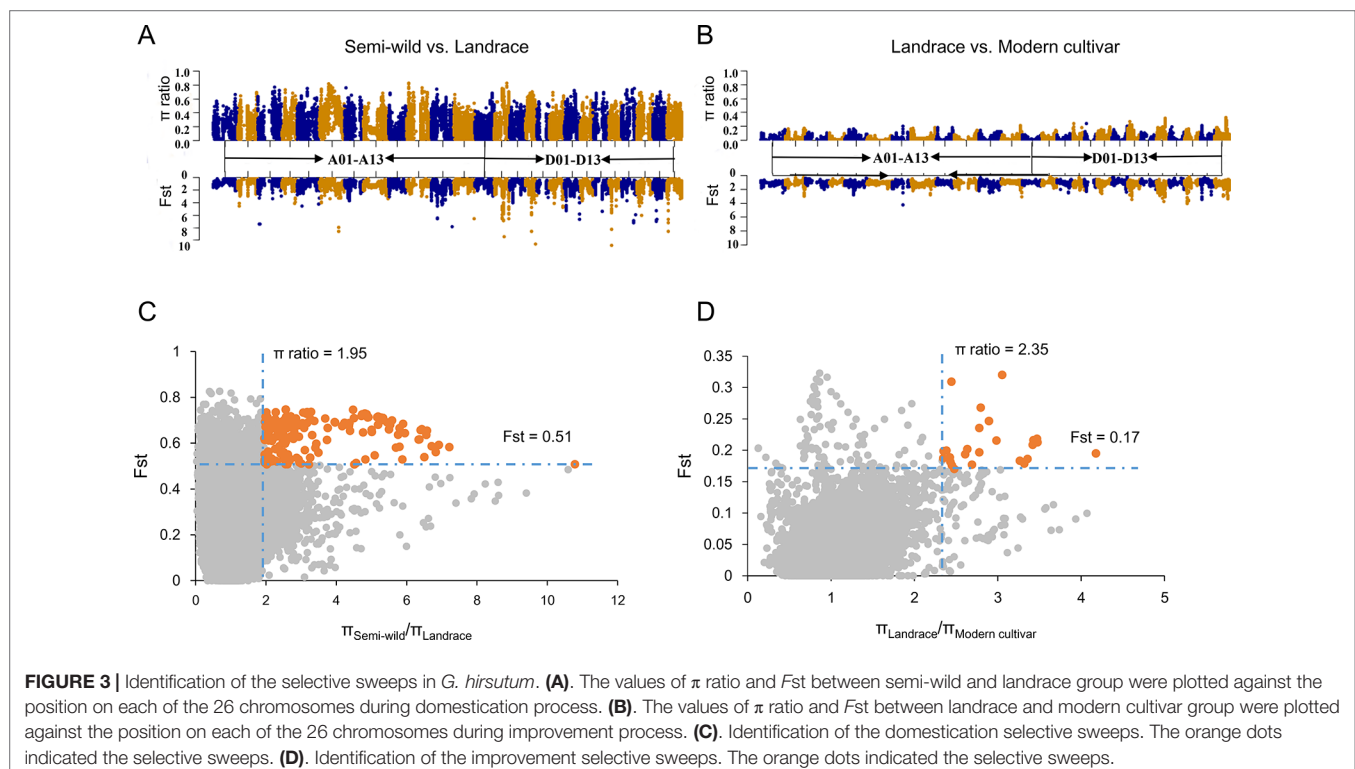 A
Semi-wild vs. Landrace
π ratio
1.0
0.8
0.6
0.4
0.2
0.0
A01-A13
D01-D13
Fst
0
2
4
6
8
10
B
Landrace vs. Modern cultivar
π ratio
1.0
0.8
0.6
0.4
0.2
0.0
A01-A13
D01-D13
Fst
0
2
4
6
8
10
C
π ratio = 1.95
Fst = 0.51
Fst
1
0.8
0.6
0.4
0.2
0
0 2 4 6 8 10 12
πSemi-wild/πLandrace
D
π ratio = 2.35
Fst = 0.17
Fst
0.35
0.3
0.25
0.2
0.15
0.1
0.05
0
0 1 2 3 4 5
πLandrace/πModern cultivar
FIGURE 3 | Identification of the selective sweeps in G. hirsutum. (A). The values of π ratio and Fst between semi-wild and landrace group were plotted against the
position on each of the 26 chromosomes during domestication process. (B). The values of π ratio and Fst between landrace and modern cultivar group were plotted
against the position on each of the 26 chromosomes during improvement process. (C). Identification of the domestication selective sweeps. The orange dots
indicated the selective sweeps. (D). Identification of the improvement selective sweeps. The orange dots indicated the selective sweeps.